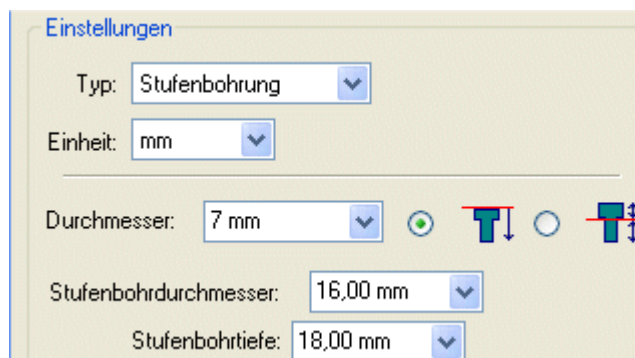 Einstellungen
Typ: Stufenbohrung
Einheit: mm
Durchmesser: 7 mm
Stufenbohrdurchmesser: 16,00 mm
Stufenbohrtiefe: 18,00 mm